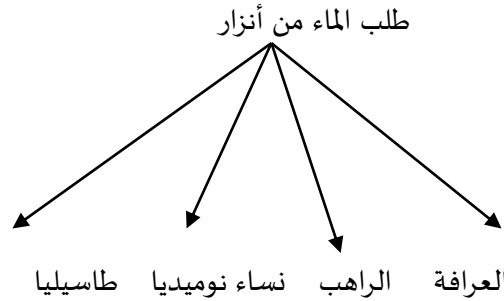 طلب الماء من أنزار
العرافة الراهب نساء نوميديا طاسيليا